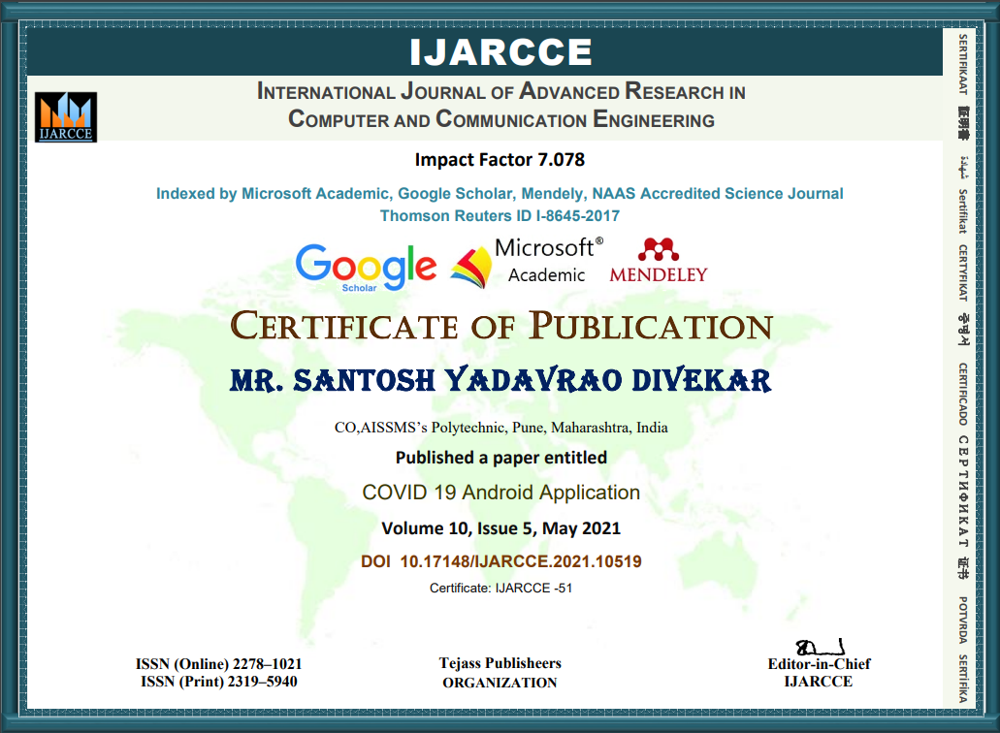 IJARCCE
INTERNATIONAL JOURNAL OF ADVANCED RESEARCH IN
COMPUTER AND COMMUNICATION ENGINEERING
IJARCCE
Impact Factor 7.078
Indexed by Microsoft Academic, Google Scholar, Mendely, NAAS Accredited Science Journal
Thomson Reuters ID I-8645-2017
Google
Scholar
Microsoft®
Academic
MENDELEY
CERTIFICATE OF PUBLICATION
MR. SANTOSH YADAVRAO DIVEKAR
CO,AISSMS's Polytechnic, Pune, Maharashtra, India
Published a paper entitled
COVID 19 Android Application
Volume 10, Issue 5, May 2021
DOI 10.17148/IJARCCE.2021.10519
Certificate: IJARCCE -51
ISSN (Online) 2278–1021
ISSN (Print) 2319–5940
Tejass Publisheers
ORGANIZATION
Editor-in-Chief
IJARCCE
SERTIFIKAAT 証明書 شهادة Sertifikat CERTYFIKAT 증명서 CERTIFICADO СЕРТИФИКАТ 证书 POTVRDA SERTİFİKA